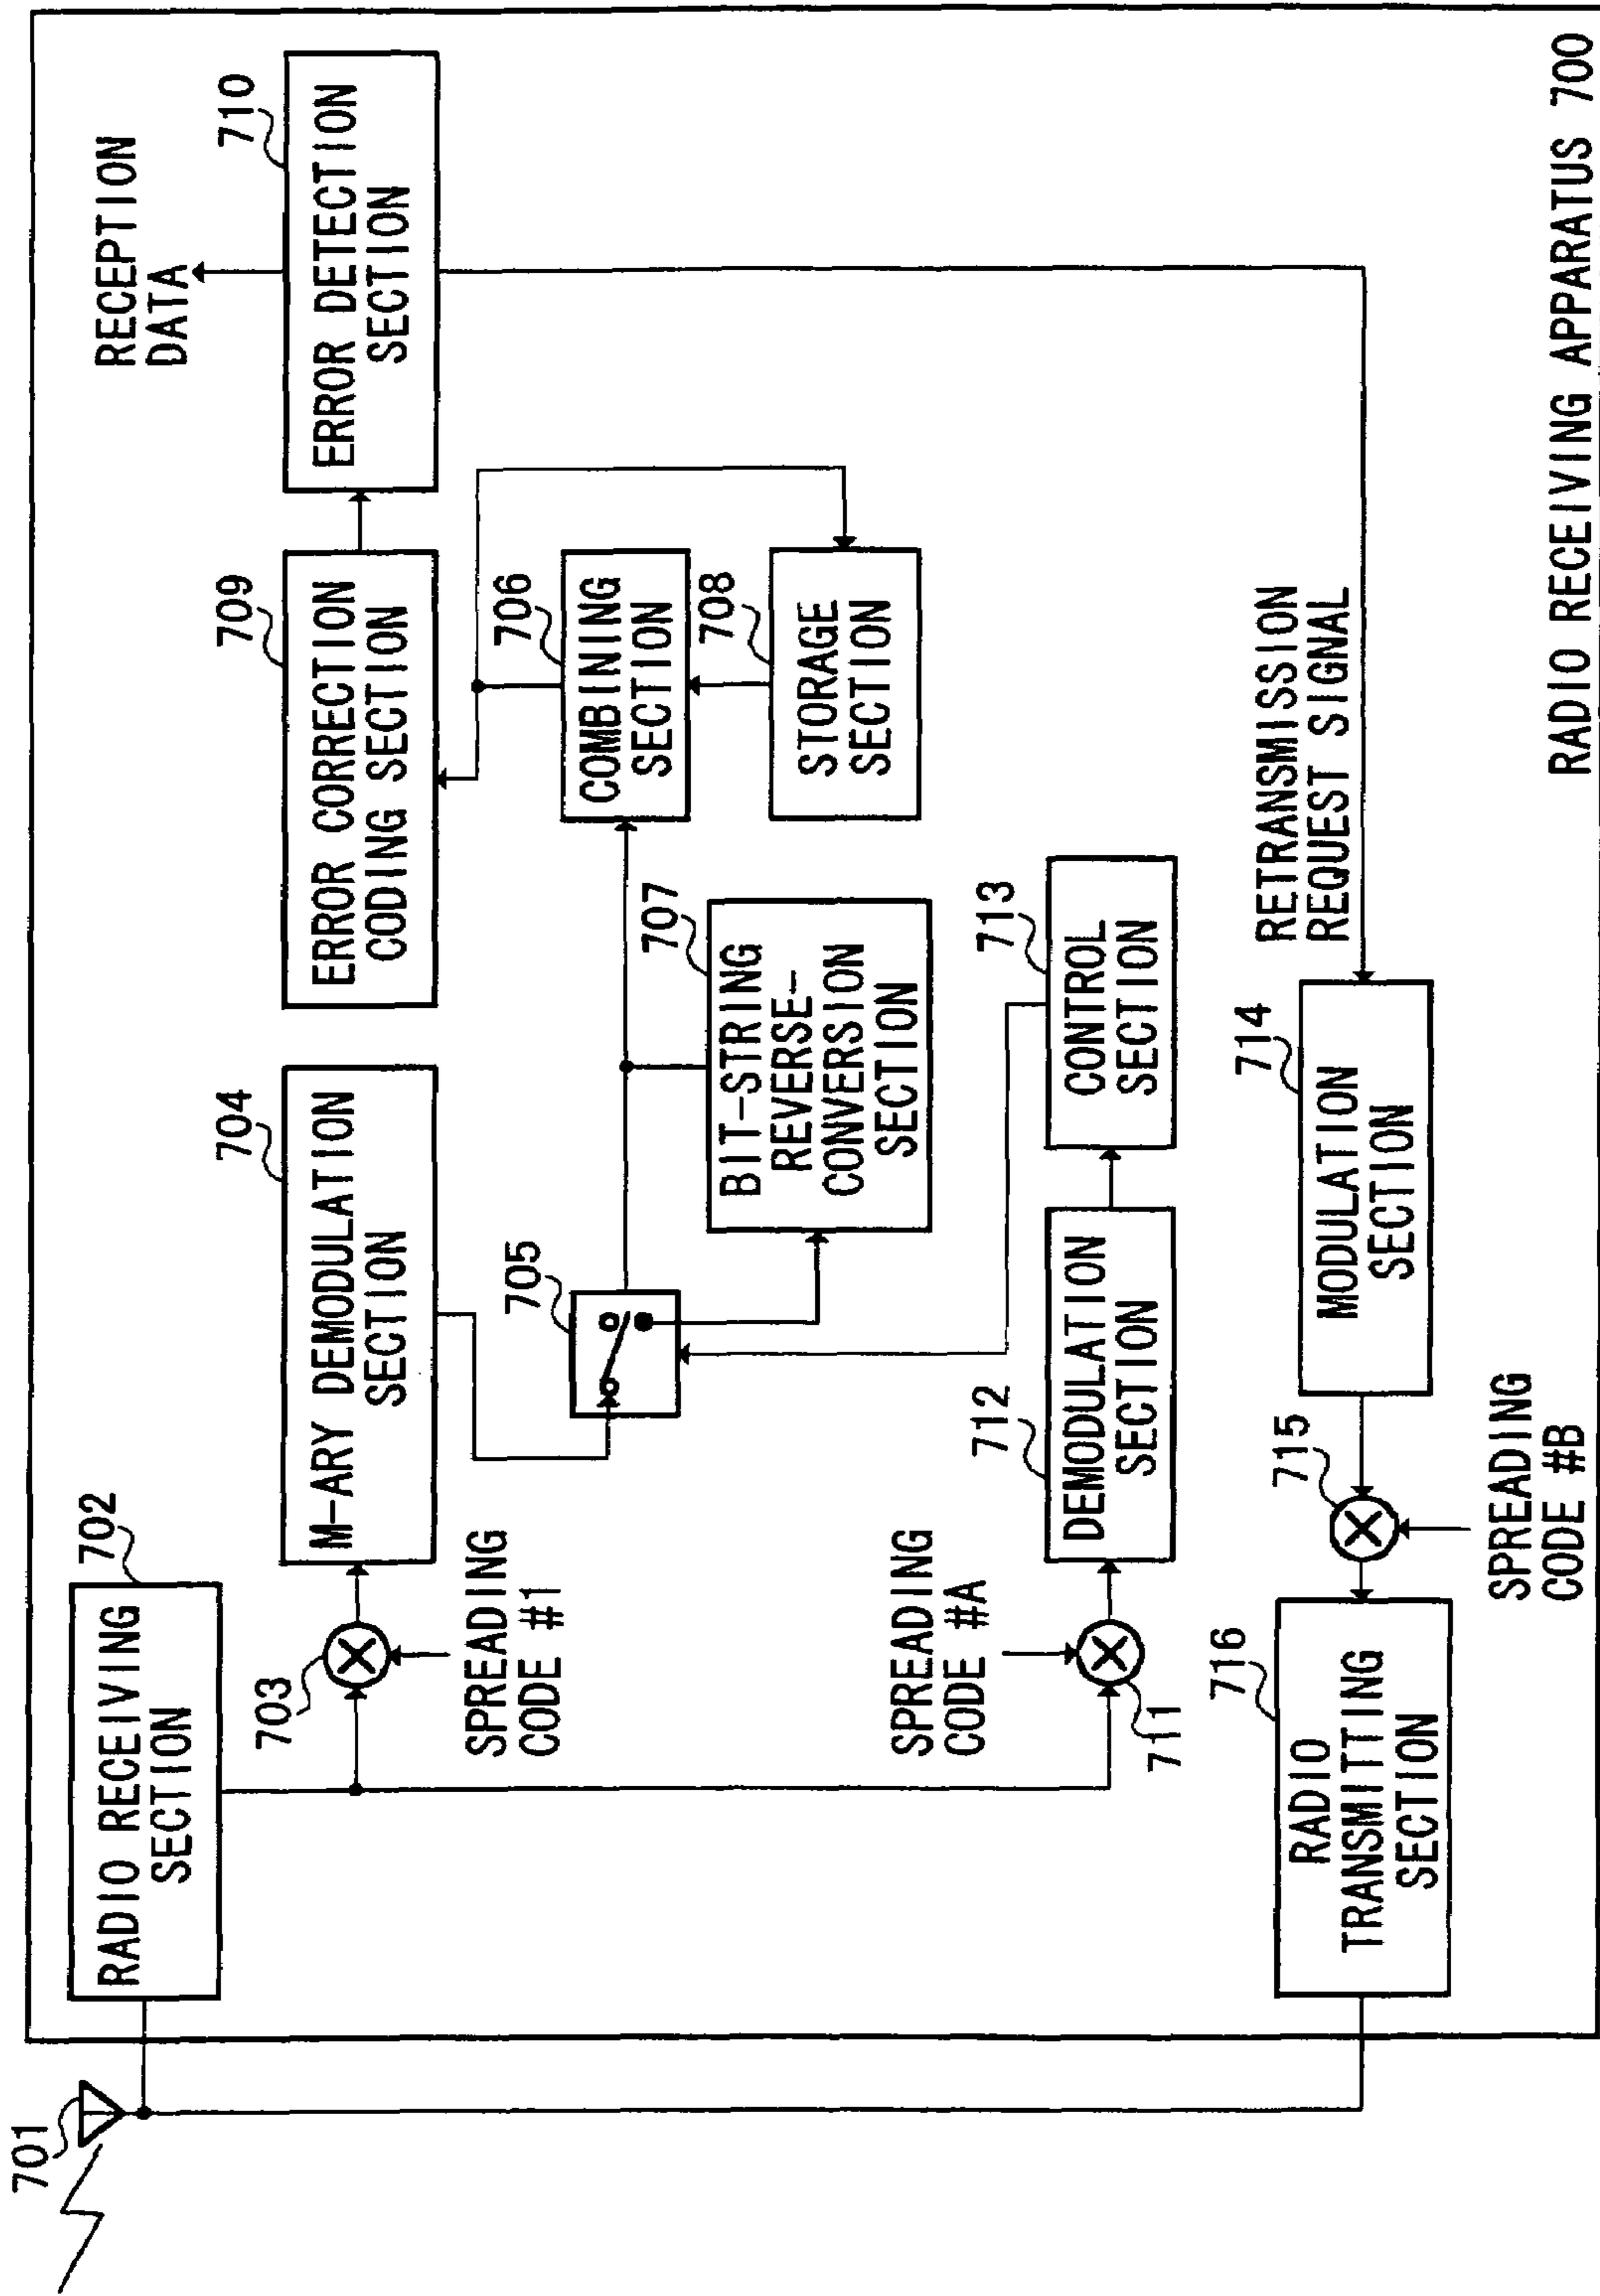 701
702
RADIO RECEIVING
SECTION
703
SPREADING
CODE #1
704
M-ARY DEMODULATION
SECTION
705
709
ERROR CORRECTION
CODING SECTION
710
ERROR DETECTION
SECTION
RECEPTION
DATA
706
COMBINING
SECTION
707
BIT-STRING
REVERSE-
CONVERSION
SECTION
708
STORAGE
SECTION
SPREADING
CODE #A
711
712
DEMODULATION
SECTION
713
CONTROL
SECTION
716
RADIO
TRANSMITTING
SECTION
715
SPREADING
CODE #B
714
MODULATION
SECTION
RETRANSMISSION
REQUEST SIGNAL
RADIO RECEIVING APPARATUS 700